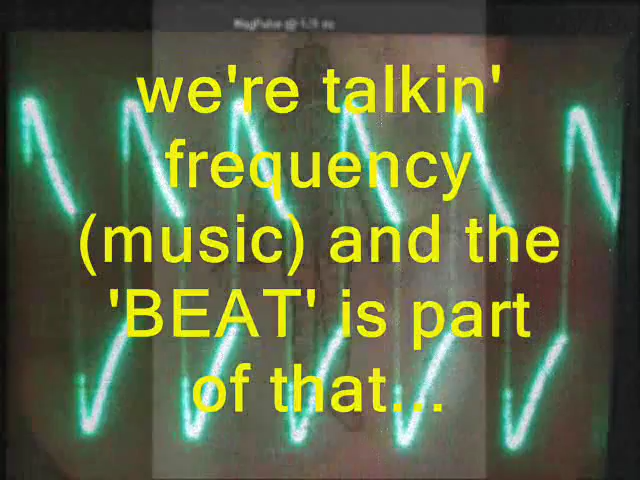 we're talkin'
frequency
(music) and the
'BEAT' is part
of that...